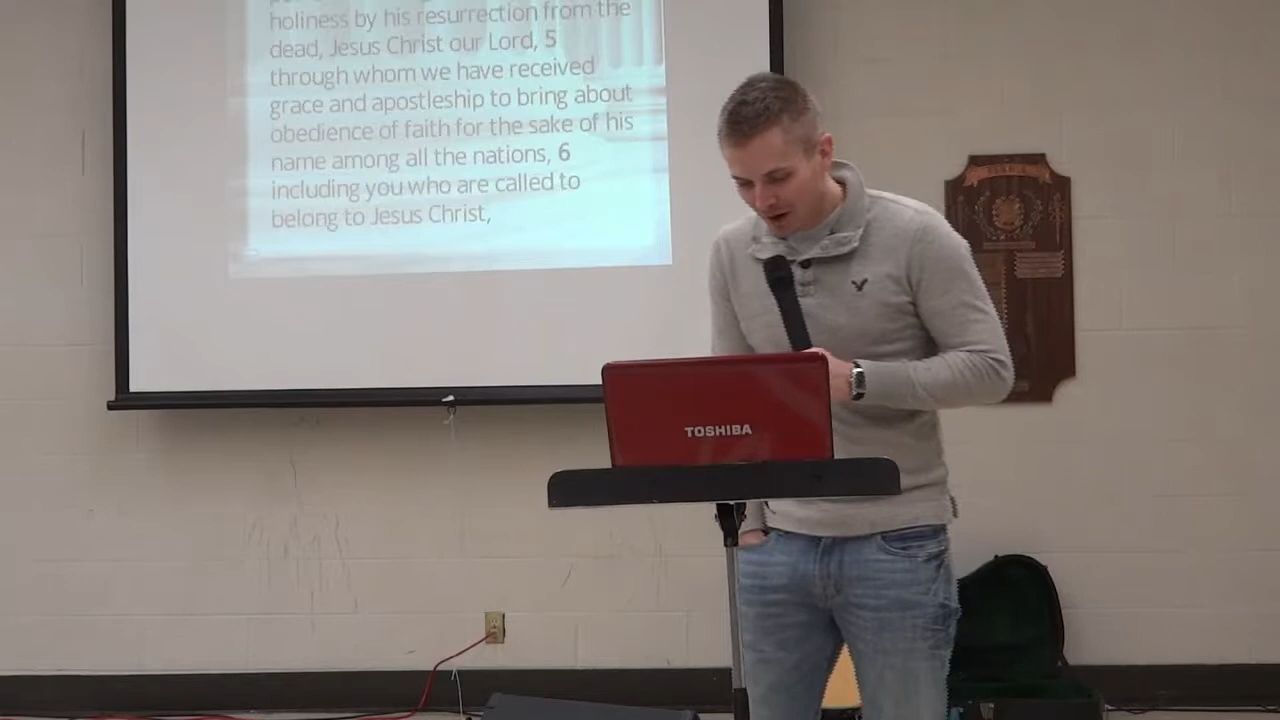 holiness by his resurrection from the
dead, Jesus Christ our Lord, 5
through whom we have received
grace and apostleship to bring about
obedience of faith for the sake of his
name among all the nations, 6
including you who are called to
belong to Jesus Christ,
TOSHIBA